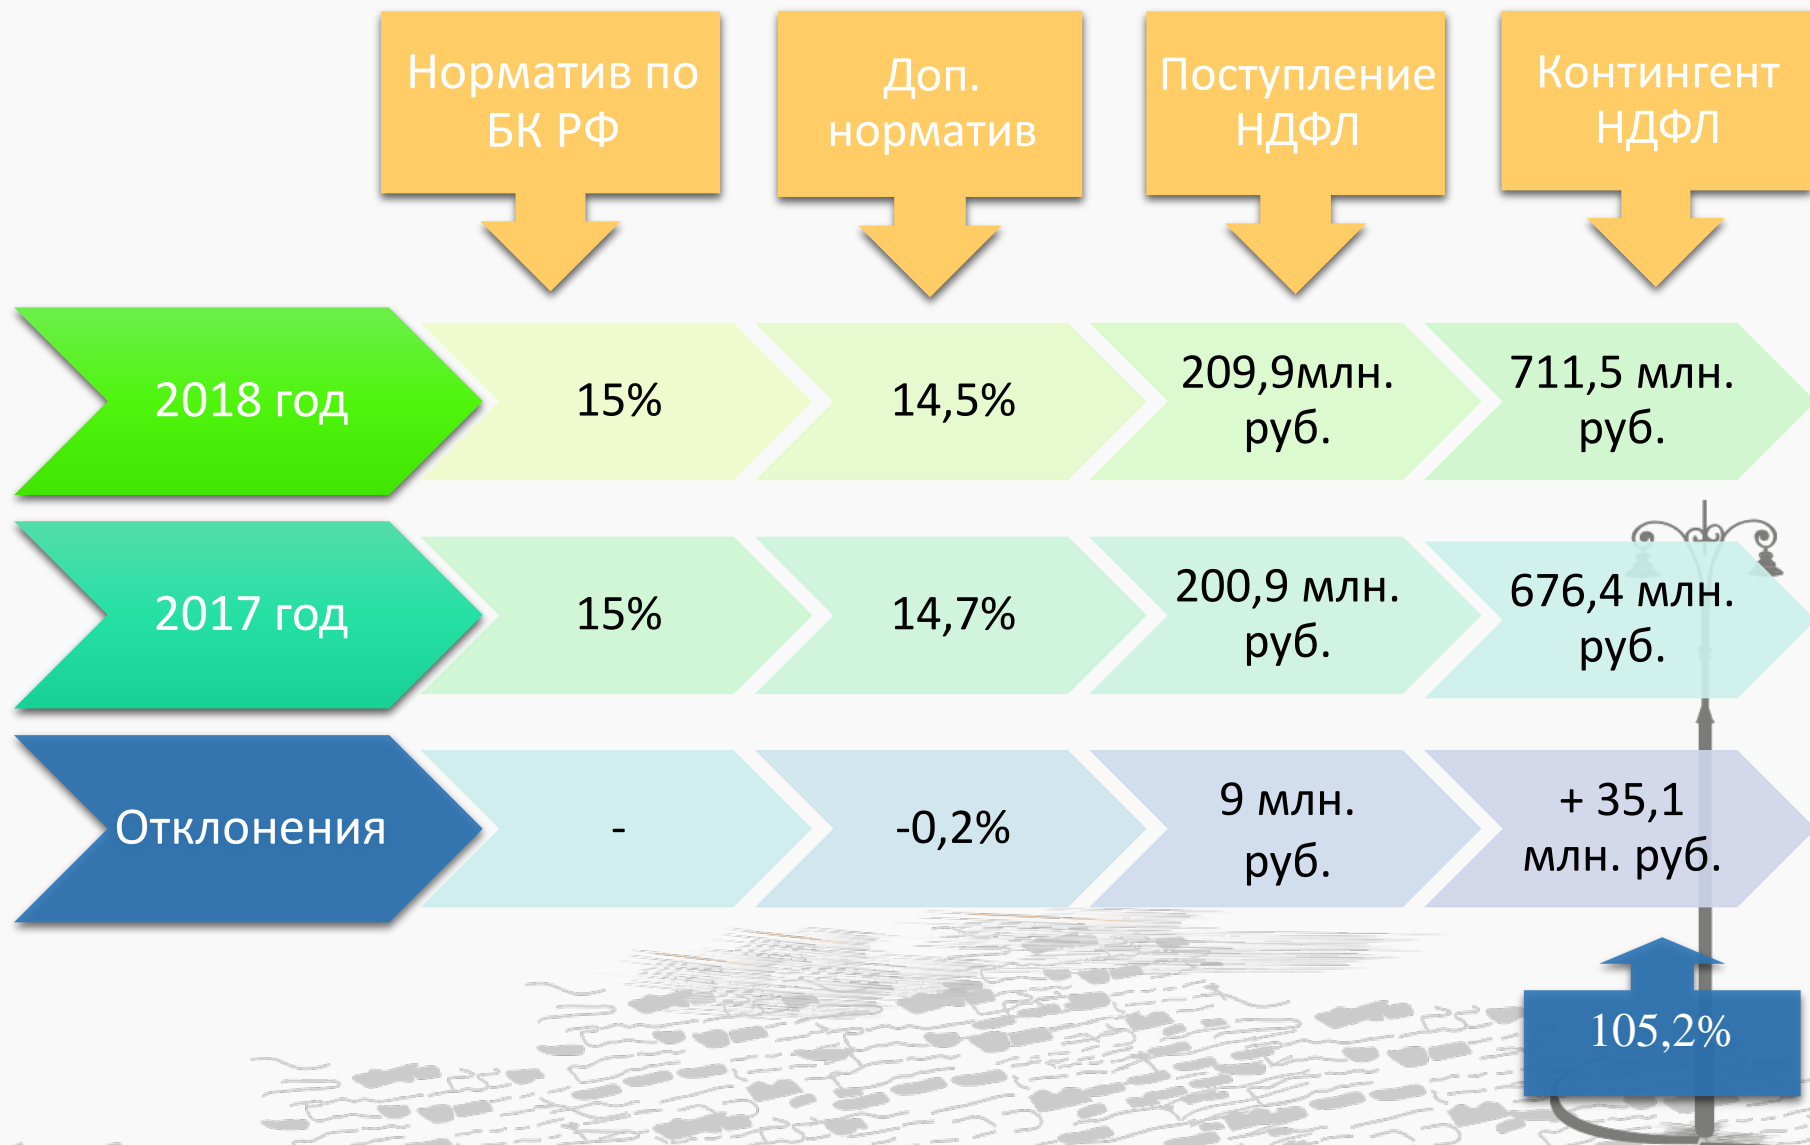 Норматив по
БК РФ
Доп.
норматив
Поступление
НДФЛ
Контингент
НДФЛ
2018 год
15%
14,5%
209,9млн.
руб.
711,5 млн.
руб.
2017 год
15%
14,7%
200,9 млн.
руб.
676,4 млн.
руб.
Отклонения
-
-0,2%
9 млн.
руб.
+ 35,1
млн. руб.
105,2%